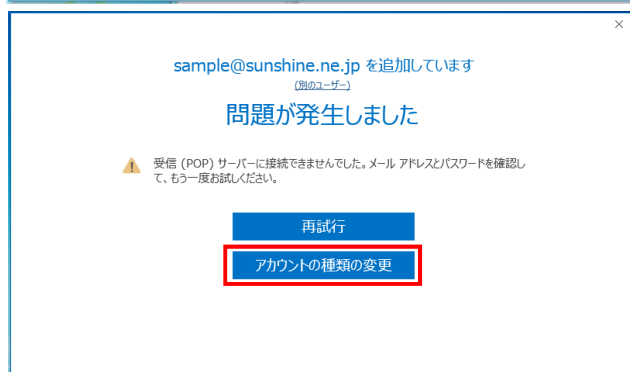 sample@sunshine.ne.jp を追加しています
(別のユーザー)
問題が発生しました
受信 (POP) サーバーに接続できませんでした。メール アドレスとパスワードを確認し
て、もう一度お試しください。
再試行
アカウントの種類の変更